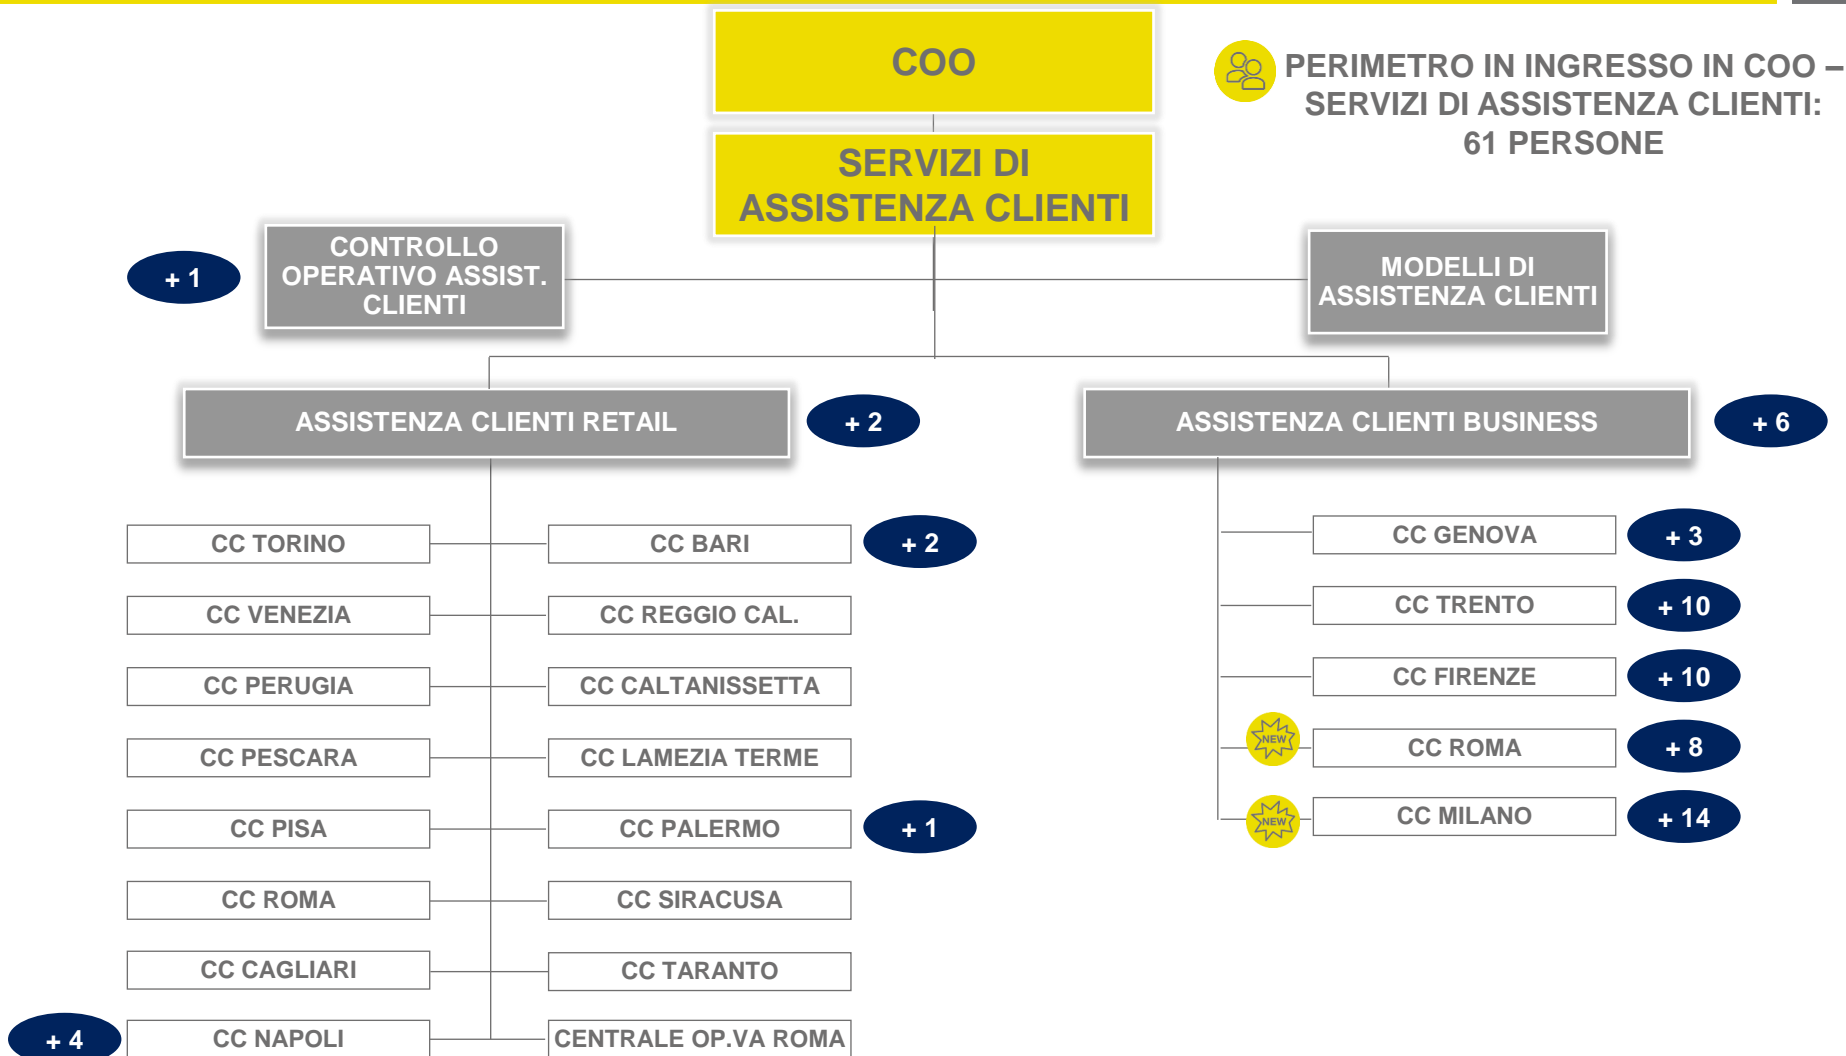 COO
PERIMETRO IN INGRESSO IN COO –
SERVIZI DI ASSISTENZA CLIENTI:
61 PERSONE
SERVIZI DI
ASSISTENZA CLIENTI
+ 1
CONTROLLO
OPERATIVO ASSIST.
CLIENTI
MODELLI DI
ASSISTENZA CLIENTI
ASSISTENZA CLIENTI RETAIL
+ 2
ASSISTENZA CLIENTI BUSINESS
+ 6
CC TORINO
CC BARI
+ 2
CC VENEZIA
CC REGGIO CAL.
CC PERUGIA
CC CALTANISSETTA
CC PESCARA
CC LAMEZIA TERME
CC PISA
CC PALERMO
+ 1
CC ROMA
CC SIRACUSA
CC CAGLIARI
CC TARANTO
+ 4
CC NAPOLI
CENTRALE OP.VA ROMA
CC GENOVA
+ 3
CC TRENTO
+ 10
CC FIRENZE
+ 10
NEW
CC ROMA
+ 8
NEW
CC MILANO
+ 14